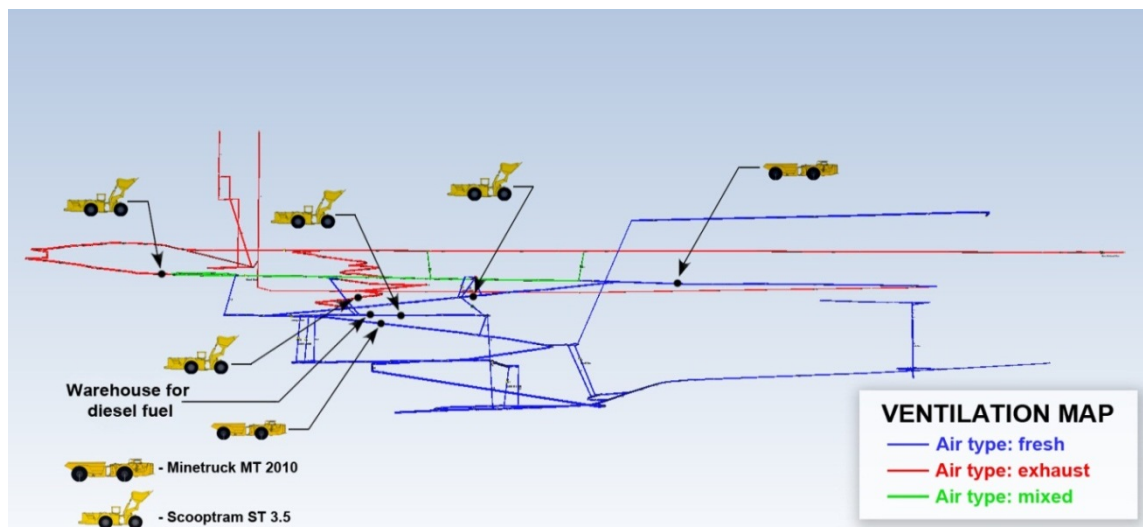 Warehouse for
diesel fuel
- Minetruck MT 2010
- Scooptram ST 3.5
VENTILATION MAP
Air type: fresh
Air type: exhaust
Air type: mixed